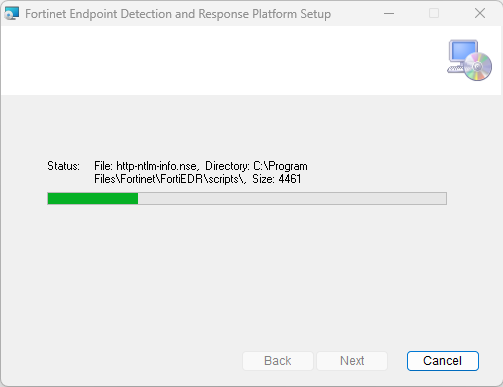 Fortinet Endpoint Detection and Response Platform Setup
Status: File: http-ntlm-info.nse, Directory: C:\Program
Files\Fortinet\FortiEDR\scripts\, Size: 4461
Back Next Cancel